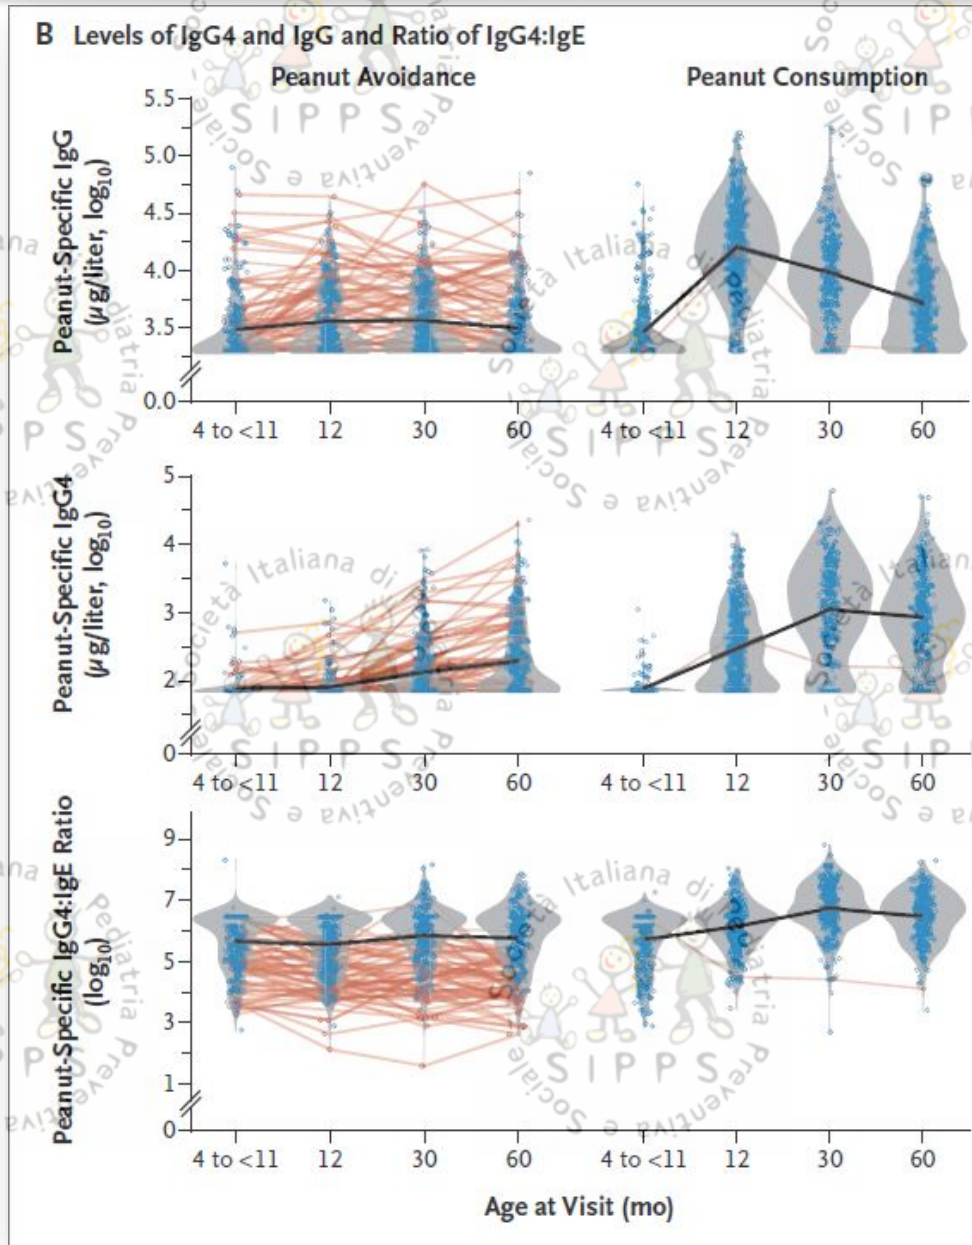 B Levels of IgG4 and IgG and Ratio of IgG4:IgE
Peanut Avoidance
Peanut Consumption
Peanut-Specific IgG
(µg/liter, log10)
5.5
5.0
4.5
4.0
3.5
0.0
4 to <11 12 30 60
4 to <11 12 30 60
Peanut-Specific IgG4
(µg/liter, log10)
5
4
3
2
0
4 to <11 12 30 60
4 to <11 12 30 60
Peanut-Specific IgG4:IgE Ratio
(log10)
9
7
5
3
1
0
4 to <11 12 30 60
4 to <11 12 30 60
Age at Visit (mo)
SIPPS
Società Italiana di Pediatria Preventiva e Sociale